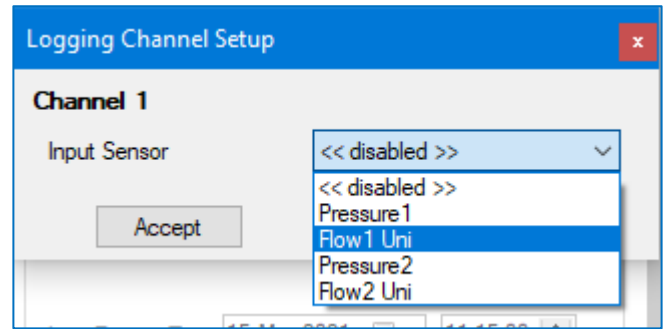 Logging Channel Setup
x
Channel 1
Input Sensor
<< disabled >>
<< disabled >>
Pressure1
Accept
Flow1 Uni
Pressure2
Flow2 Uni